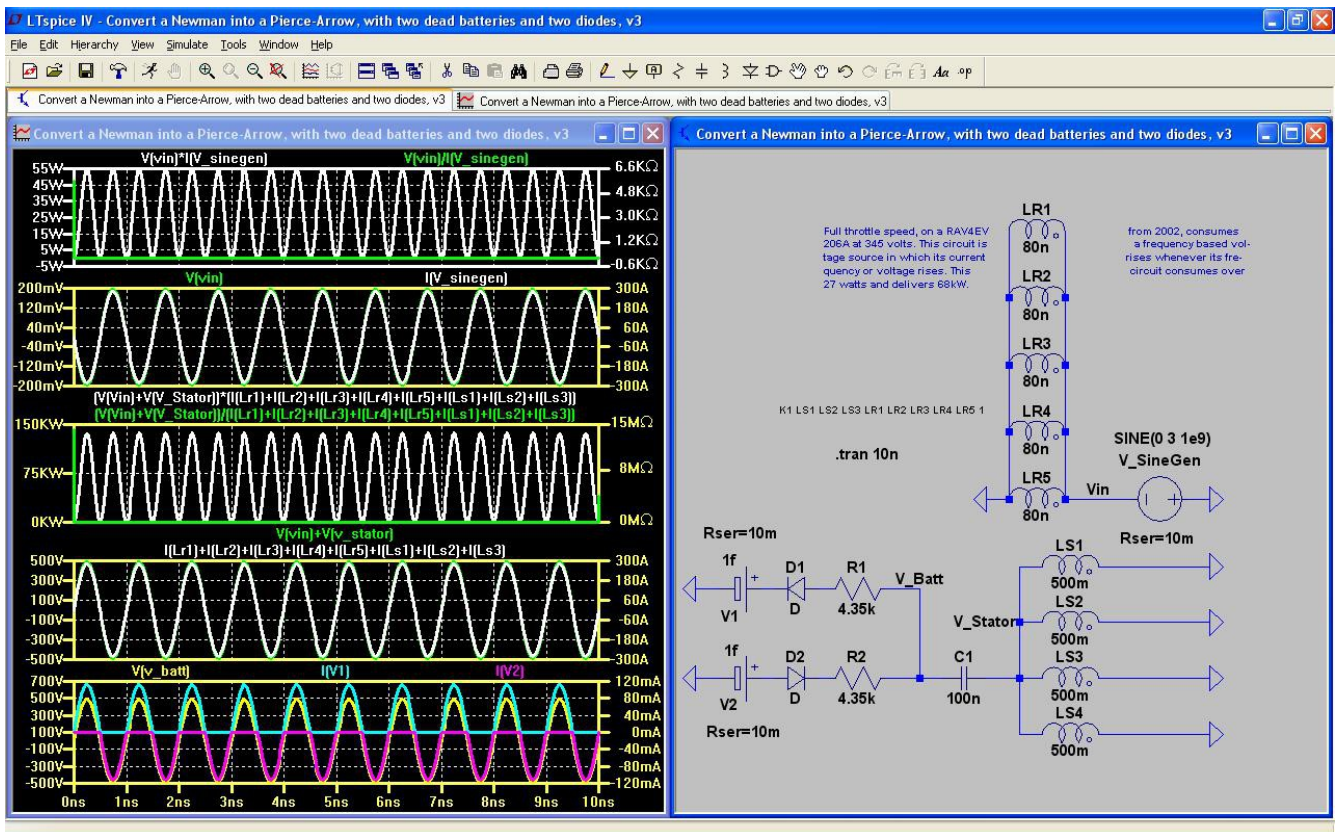 LTspice IV - Convert a Newman into a Pierce-Arrow, with two dead batteries and two diodes, v3
File Edit Hierarchy View Simulate Tools Window Help
Aa .op
Convert a Newman into a Pierce-Arrow, with two dead batteries and two diodes, v3
Convert a Newman into a Pierce-Arrow, with two dead batteries and two diodes, v3
Convert a Newman into a Pierce-Arrow, with two dead batteries and two diodes, v3
V(vin)*I(V_sinegen) V(vin)/I(V_sinegen)
55W 6.6KΩ
45W 4.8KΩ
35W
25W 3.0KΩ
15W 1.2KΩ
5W
-5W -0.6KΩ
V(vin) I(V_sinegen)
200mV 300A
120mV 180A
40mV 60A
-40mV -60A
-120mV -180A
-200mV -300A
(V(Vin)+V(V_Stator))*(I(Lr1)+I(Lr2)+I(Lr3)+I(Lr4)+I(Lr5)+I(Ls1)+I(Ls2)+I(Ls3))
(V(Vin)+V(V_Stator))/(I(Lr1)+I(Lr2)+I(Lr3)+I(Lr4)+I(Lr5)+I(Ls1)+I(Ls2)+I(Ls3))
150KW 15MΩ
75KW 8MΩ
0KW 0MΩ
V(vin)+V(v_stator)
I(Lr1)+I(Lr2)+I(Lr3)+I(Lr4)+I(Lr5)+I(Ls1)+I(Ls2)+I(Ls3)
500V 300A
300V 180A
100V 60A
-100V -60A
-300V -180A
-500V -300A
V(v_batt) I(V1) I(V2)
700V 120mA
500V 80mA
300V 40mA
100V 0mA
-100V -40mA
-300V -80mA
-500V -120mA
0ns 1ns 2ns 3ns 4ns 5ns 6ns 7ns 8ns 9ns 10ns
Convert a Newman into a Pierce-Arrow, with two dead batteries and two diodes, v3
Full throttle speed, on a RAV4EV
206A at 345 volts. This circuit is
tage source in which its current
quency or voltage rises. This
27 watts and delivers 68kW.
from 2002, consumes
a frequency based vol-
rises whenever its fre-
circuit consumes over
LR1
80n
LR2
80n
LR3
80n
LR4
80n
LR5
80n
K1 LS1 LS2 LS3 LR1 LR2 LR3 LR4 LR5 1
.tran 10n
SINE(0 3 1e9)
V_SineGen
Vin
Rser=10m
Rser=10m
1f
V1
D1
D
R1
4.35k
V_Batt
1f
V2
D2
D
R2
4.35k
Rser=10m
C1
100n
V_Stator
LS1
500m
LS2
500m
LS3
500m
LS4
500m